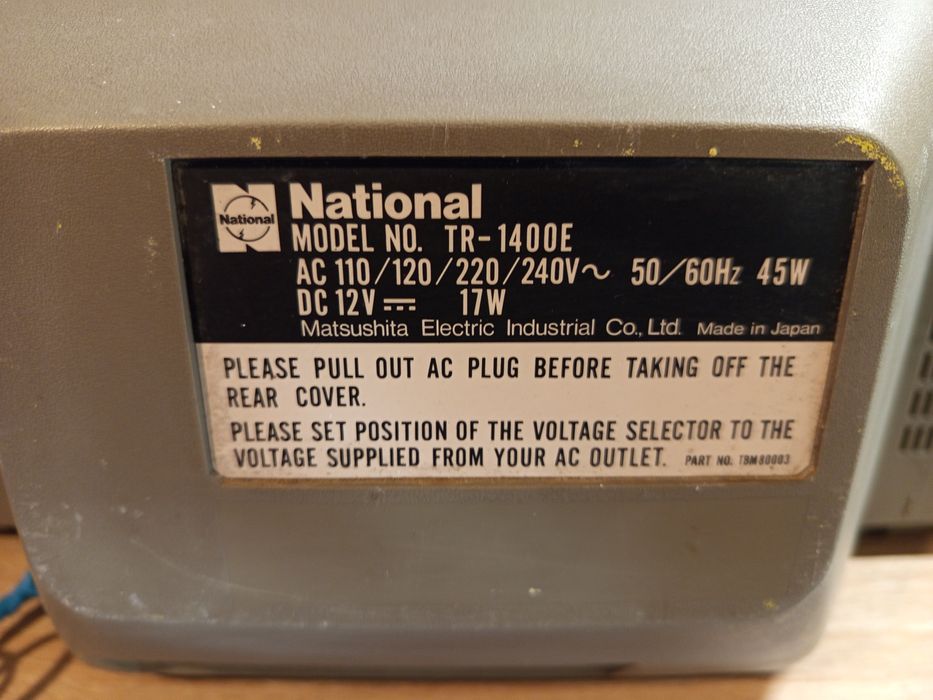 National
National
MODEL NO. TR-1400E
AC 110/120/220/240V～ 50/60Hz 45W
DC 12V⎓ 17W
Matsushita Electric Industrial Co., Ltd. Made in Japan
PLEASE PULL OUT AC PLUG BEFORE TAKING OFF THE
REAR COVER.
PLEASE SET POSITION OF THE VOLTAGE SELECTOR TO THE
VOLTAGE SUPPLIED FROM YOUR AC OUTLET. PART NO. TBM80003